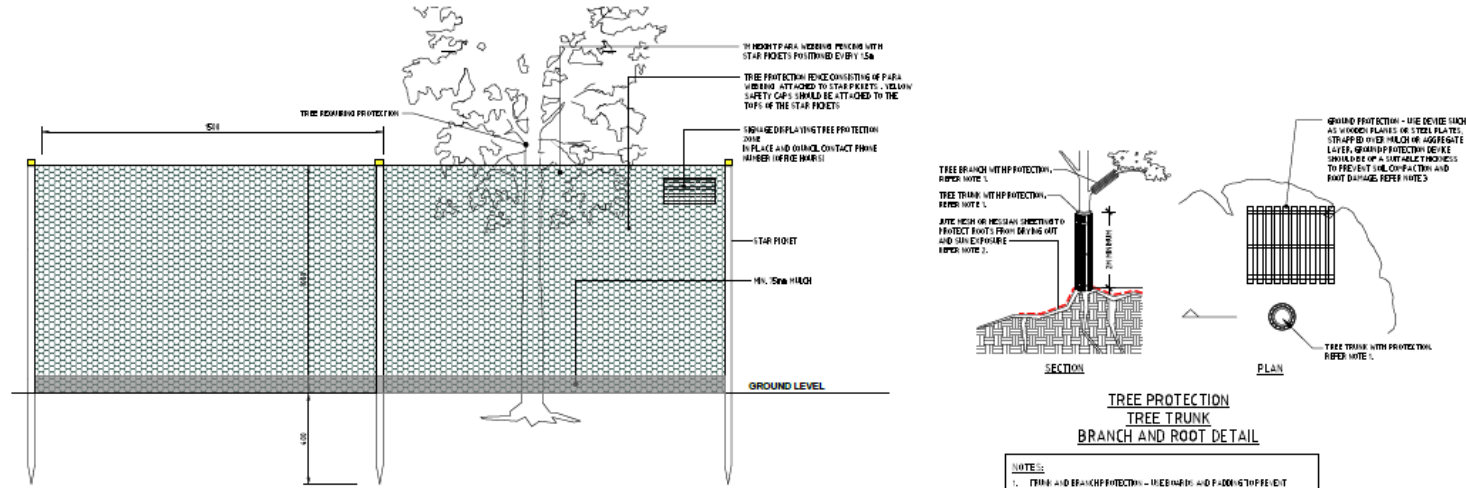 1M HEIGHT PARA WEBBING FENCING WITH
STAR PICKETS POSITIONED EVERY 1.5m
TREE PROTECTION FENCE CONSISTING OF PARA
WEBBING ATTACHED TO STAR PICKETS. YELLOW
SAFETY CAPS SHOULD BE ATTACHED TO THE
TOPS OF THE STAR PICKETS
TREE REQUIRING PROTECTION
1500
SIGNAGE DISPLAYING TREE PROTECTION
ZONE
IN PLACE AND COUNCIL CONTACT PHONE
NUMBER (OFFICE HOURS)
STAR PICKET
MIN. 75mm MULCH
GROUND LEVEL
600
TREE BRANCH WITH PROTECTION,
REFER NOTE 1.
TREE TRUNK WITH PROTECTION,
REFER NOTE 1.
JUTE MESH OR HESSIAN SHEETING TO
PROTECT ROOTS FROM DRYING OUT
AND SUN EXPOSURE
REFER NOTE 2.
2M MINIMUM
SECTION
GROUND PROTECTION - USE DEVICE SUCH
AS WOODEN PLANKS OR STEEL PLATES,
STRAPPED OVER MULCH OR AGGREGATE
LAYER, GROUND PROTECTION DEVICE
SHOULD BE OF A SUITABLE THICKNESS
TO PREVENT SOIL COMPACTION AND
ROOT DAMAGE, REFER NOTE 3
TREE TRUNK WITH PROTECTION,
REFER NOTE 1.
PLAN
TREE PROTECTION
TREE TRUNK
BRANCH AND ROOT DETAIL
NOTES:
1. TRUNK AND BRANCH PROTECTION - USE BOARDS AND PADDING TO PREVENT